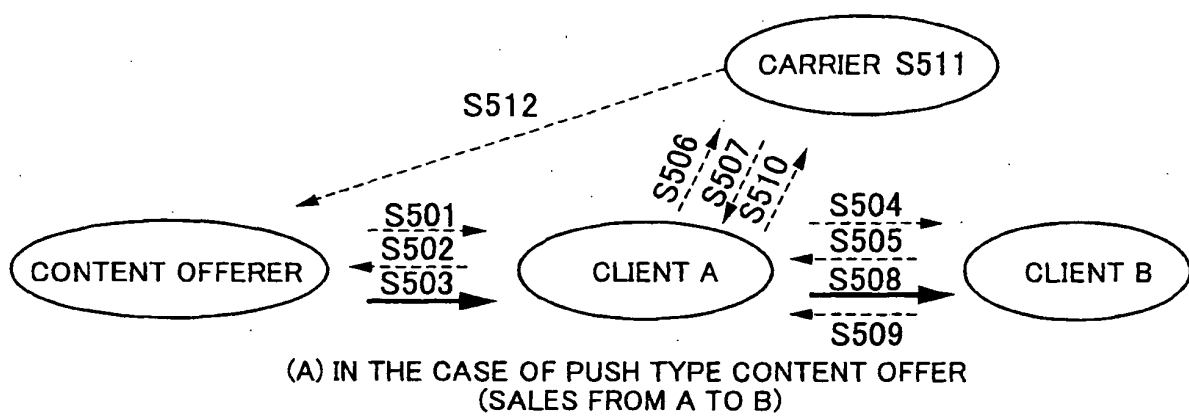 CARRIER S511
S512
S506
S507
S510
S501
S502
S503
S504
S505
S508
S509
CONTENT OFFERER
CLIENT A
CLIENT B
(A) IN THE CASE OF PUSH TYPE CONTENT OFFER
(SALES FROM A TO B)